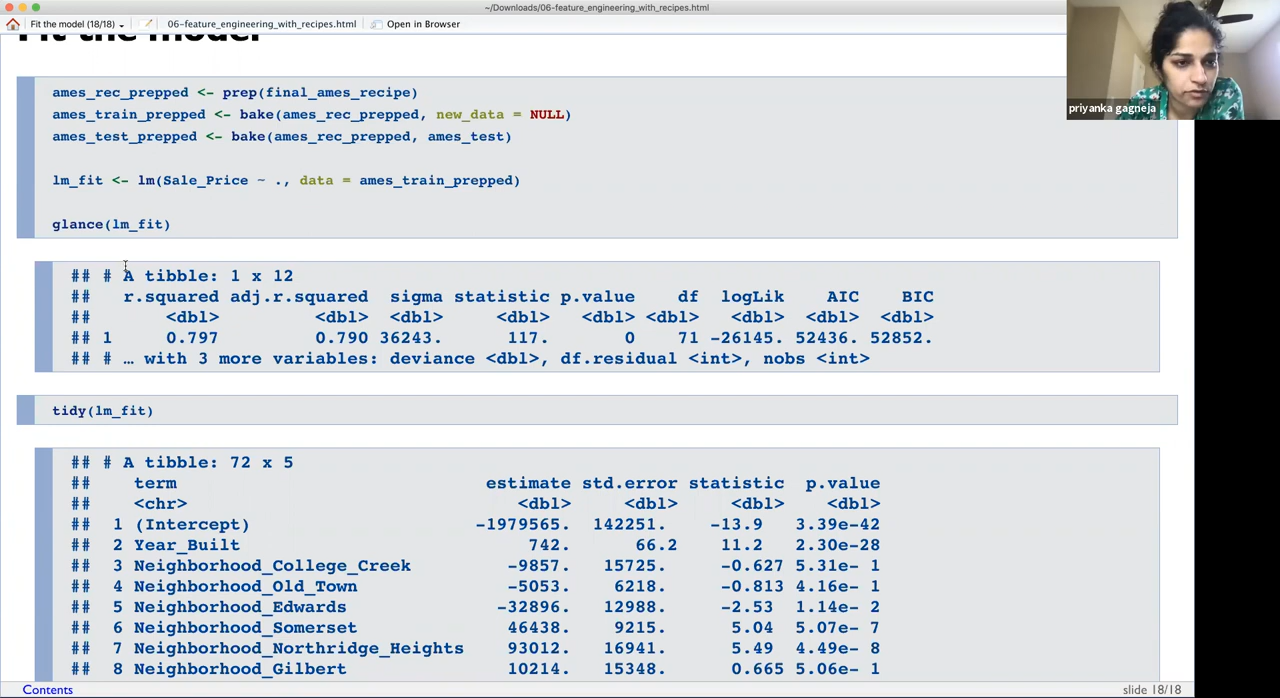 ~/Downloads/06-feature_engineering_with_recipes.html
Fit the model (18/18)
06-feature_engineering_with_recipes.html
Open in Browser
priyanka gagneja
Fit the model
ames_rec_prepped <- prep(final_ames_recipe)
ames_train_prepped <- bake(ames_rec_prepped, new_data = NULL)
ames_test_prepped <- bake(ames_rec_prepped, ames_test)
lm_fit <- lm(Sale_Price ~ ., data = ames_train_prepped)
glance(lm_fit)
## # A tibble: 1 x 12
##   r.squared adj.r.squared  sigma statistic p.value    df  logLik    AIC    BIC
##       <dbl>         <dbl>  <dbl>     <dbl>   <dbl> <dbl>   <dbl>  <dbl>  <dbl>
## 1     0.797         0.790 36243.      117.       0    71 -26145. 52436. 52852.
## # … with 3 more variables: deviance <dbl>, df.residual <int>, nobs <int>
tidy(lm_fit)
## # A tibble: 72 x 5
##    term                             estimate std.error statistic  p.value
##    <chr>                               <dbl>     <dbl>     <dbl>    <dbl>
##  1 (Intercept)                     -1979565.  142251.    -13.9   3.39e-42
##  2 Year_Built                           742.      66.2    11.2   2.30e-28
##  3 Neighborhood_College_Creek         -9857.   15725.     -0.627 5.31e- 1
##  4 Neighborhood_Old_Town              -5053.    6218.     -0.813 4.16e- 1
##  5 Neighborhood_Edwards              -32896.   12988.     -2.53  1.14e- 2
##  6 Neighborhood_Somerset              46438.    9215.      5.04  5.07e- 7
##  7 Neighborhood_Northridge_Heights    93012.   16941.      5.49  4.49e- 8
##  8 Neighborhood_Gilbert               10214.   15348.      0.665 5.06e- 1
Contents
slide 18/18